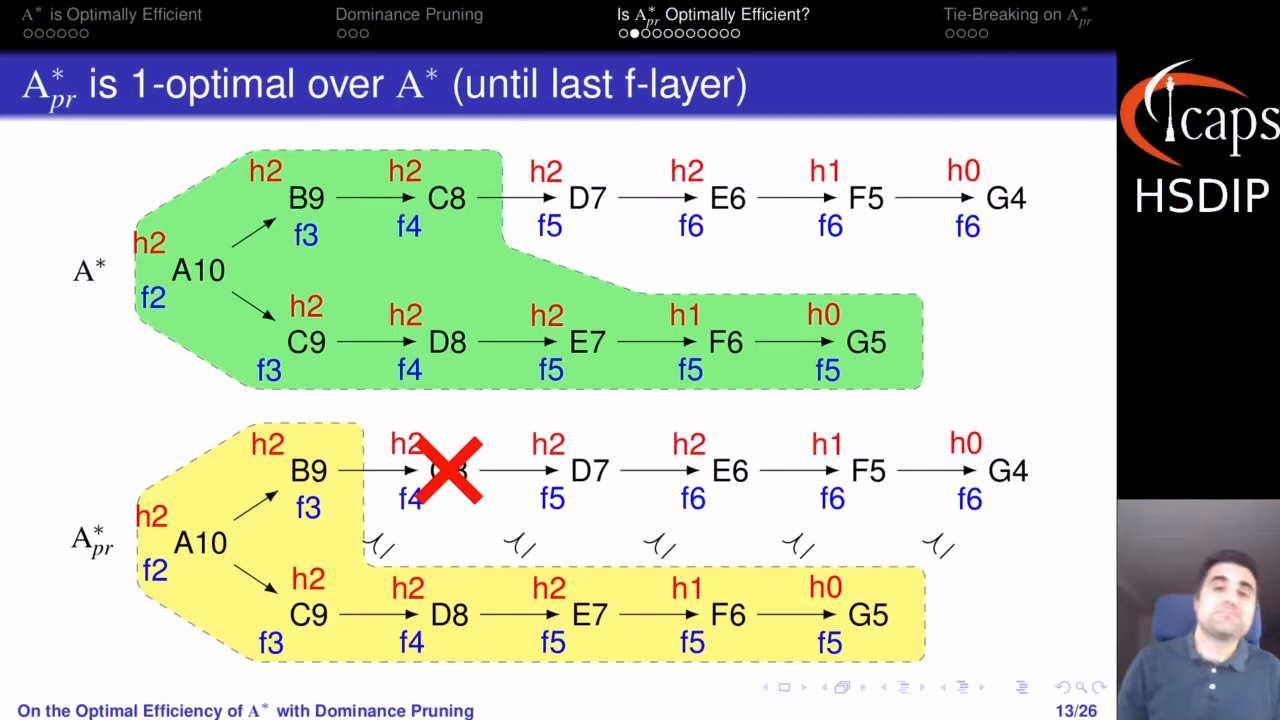 A* is Optimally Efficient
Dominance Pruning
Is A*pr Optimally Efficient?
Tie-Breaking on A*pr
A*pr is 1-optimal over A* (until last f-layer)
h2 h2 h2 h2 h1 h0
B9 C8 D7 E6 F5 G4
f3 f4 f5 f6 f6 f6
h2
A* A10
f2
h2 h2 h2 h1 h0
C9 D8 E7 F6 G5
f3 f4 f5 f5 f5
h2 h2 h2 h2 h1 h0
B9 D7 E6 F5 G4
f3 f4 f5 f6 f6 f6
h2
A*pr A10
f2
h2 h2 h2 h1 h0
C9 D8 E7 F6 G5
f3 f4 f5 f5 f5
On the Optimal Efficiency of A* with Dominance Pruning
13/26
icaps
HSDIP